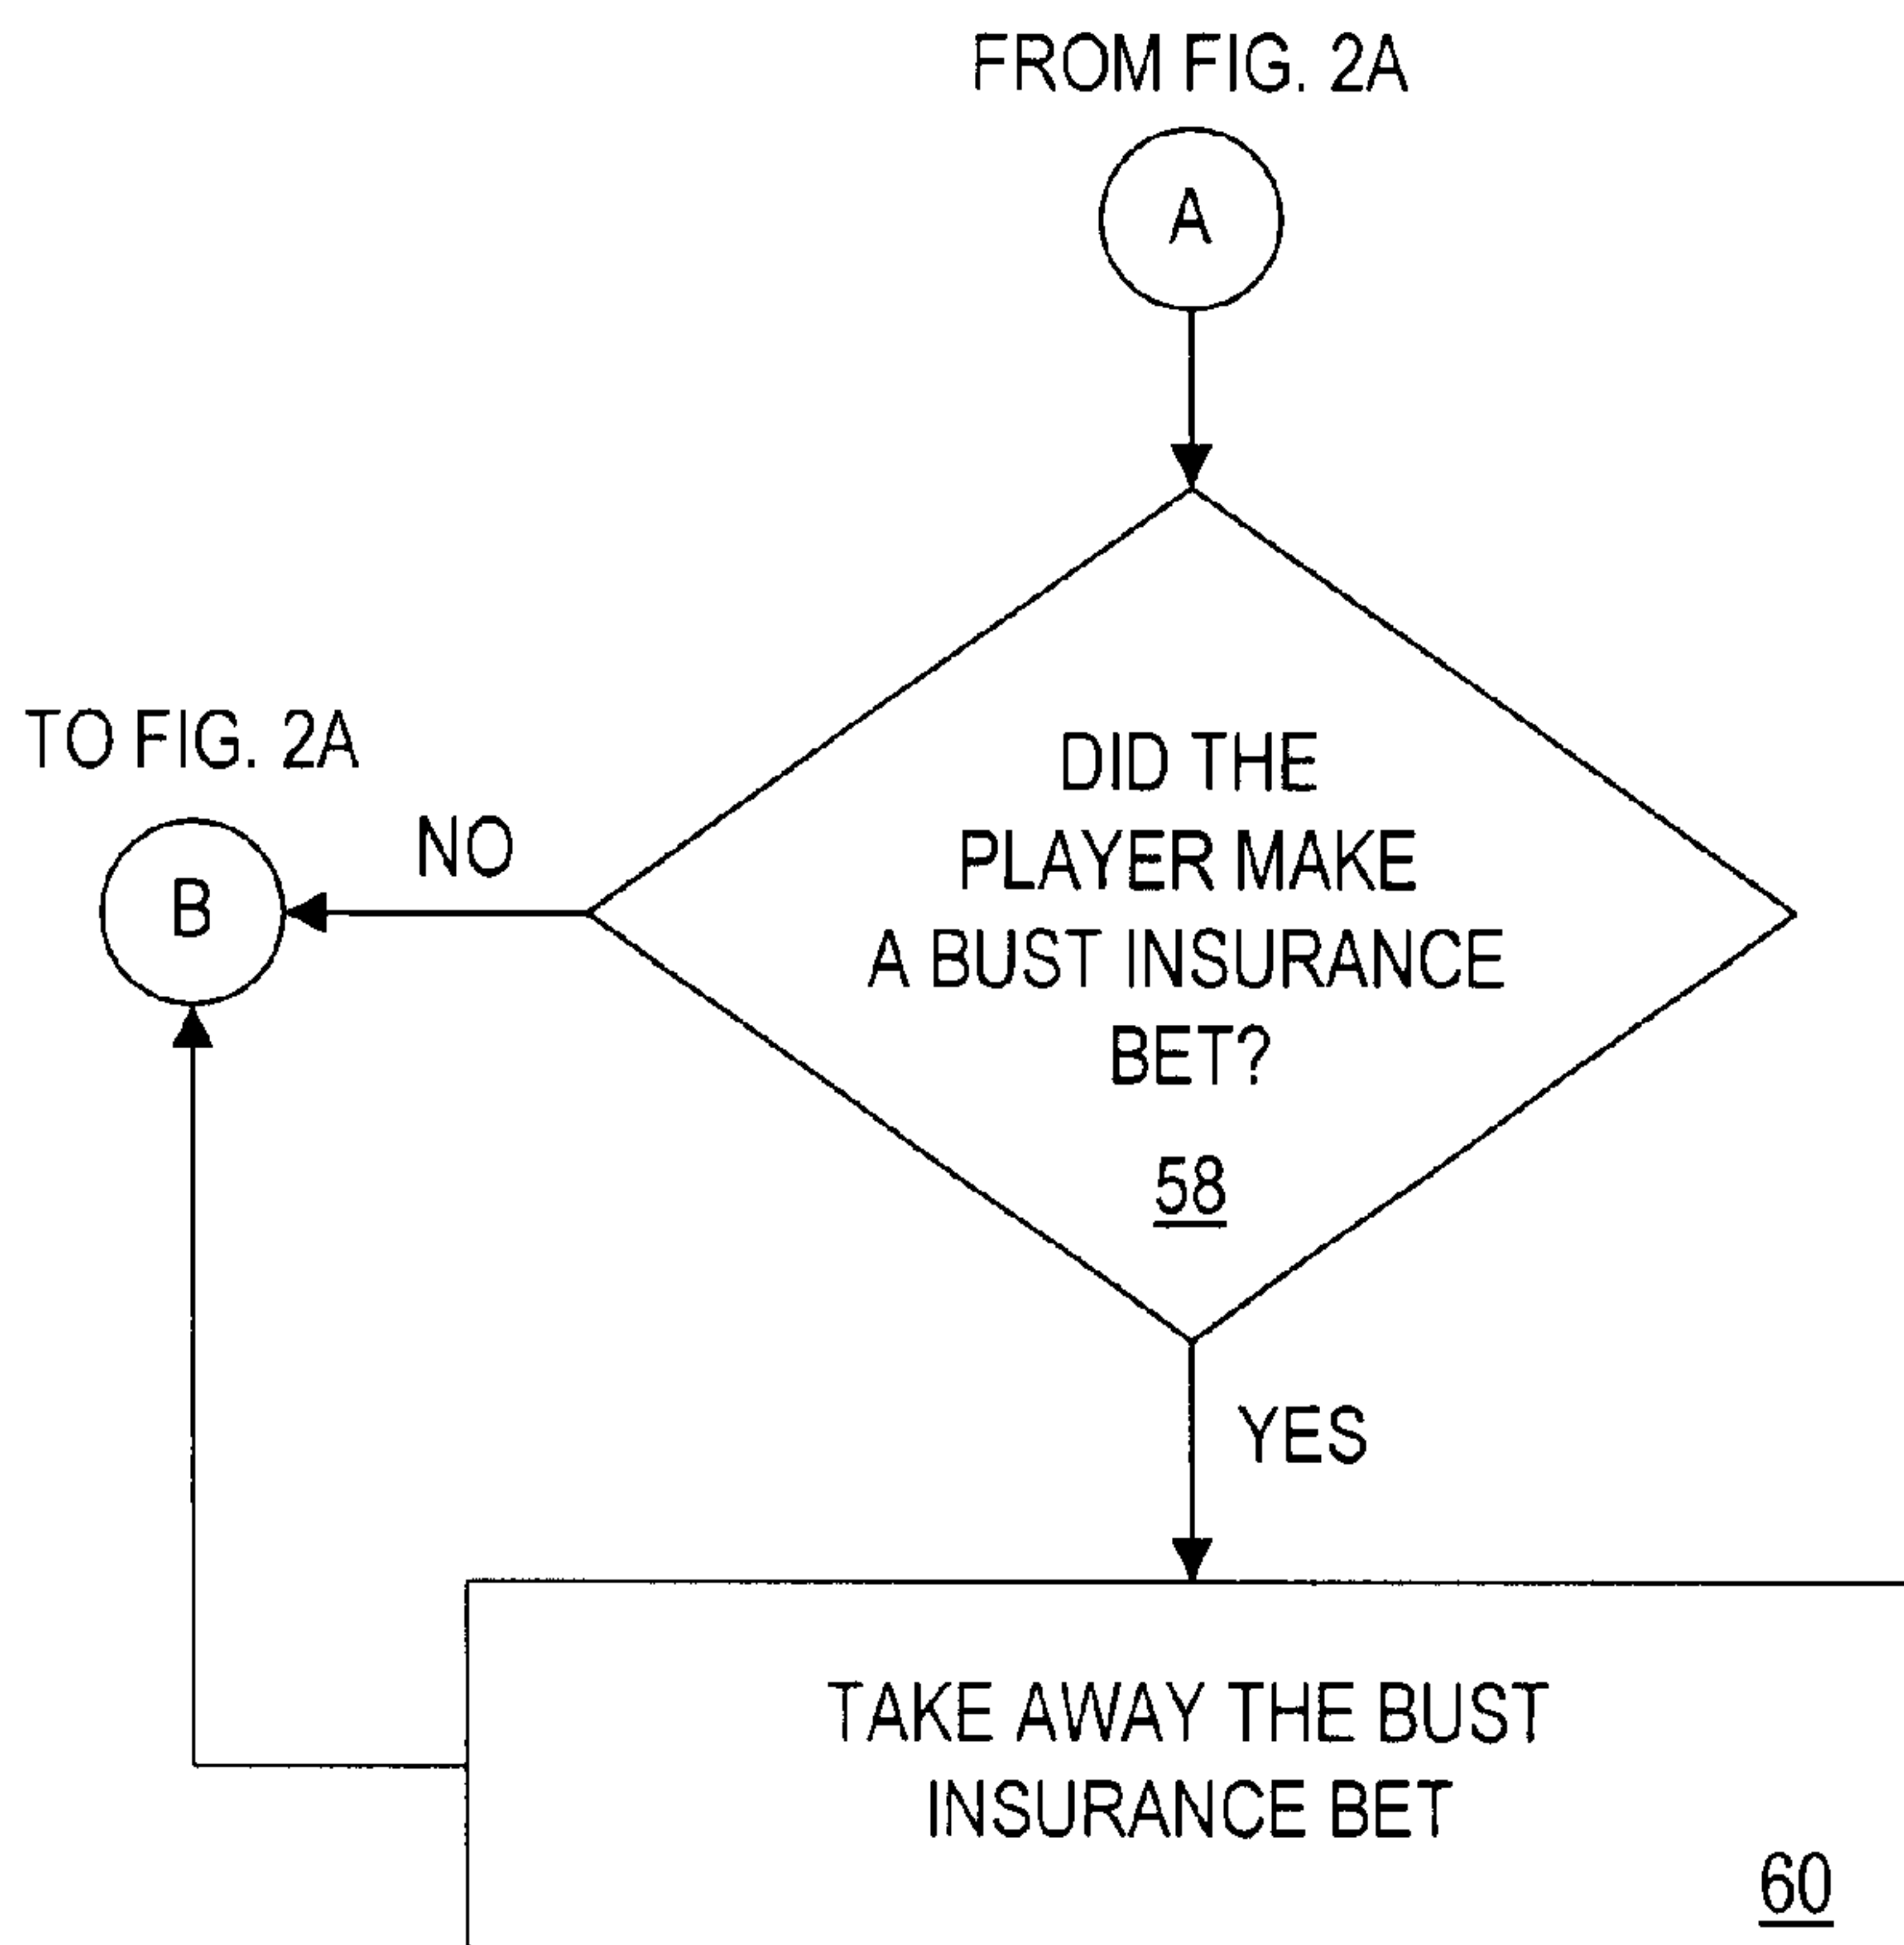 FROM FIG. 2A
A
DID THE
PLAYER MAKE
A BUST INSURANCE
BET?
58
TO FIG. 2A
NO
B
YES
TAKE AWAY THE BUST
INSURANCE BET
60